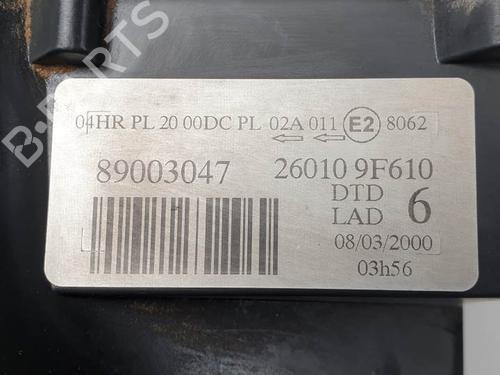 B-PARTS
04HR PL 20 00DC PL 02A 011 E2 8062
89003047 26010 9F610
DTD
LAD 6
08/03/2000
03h56